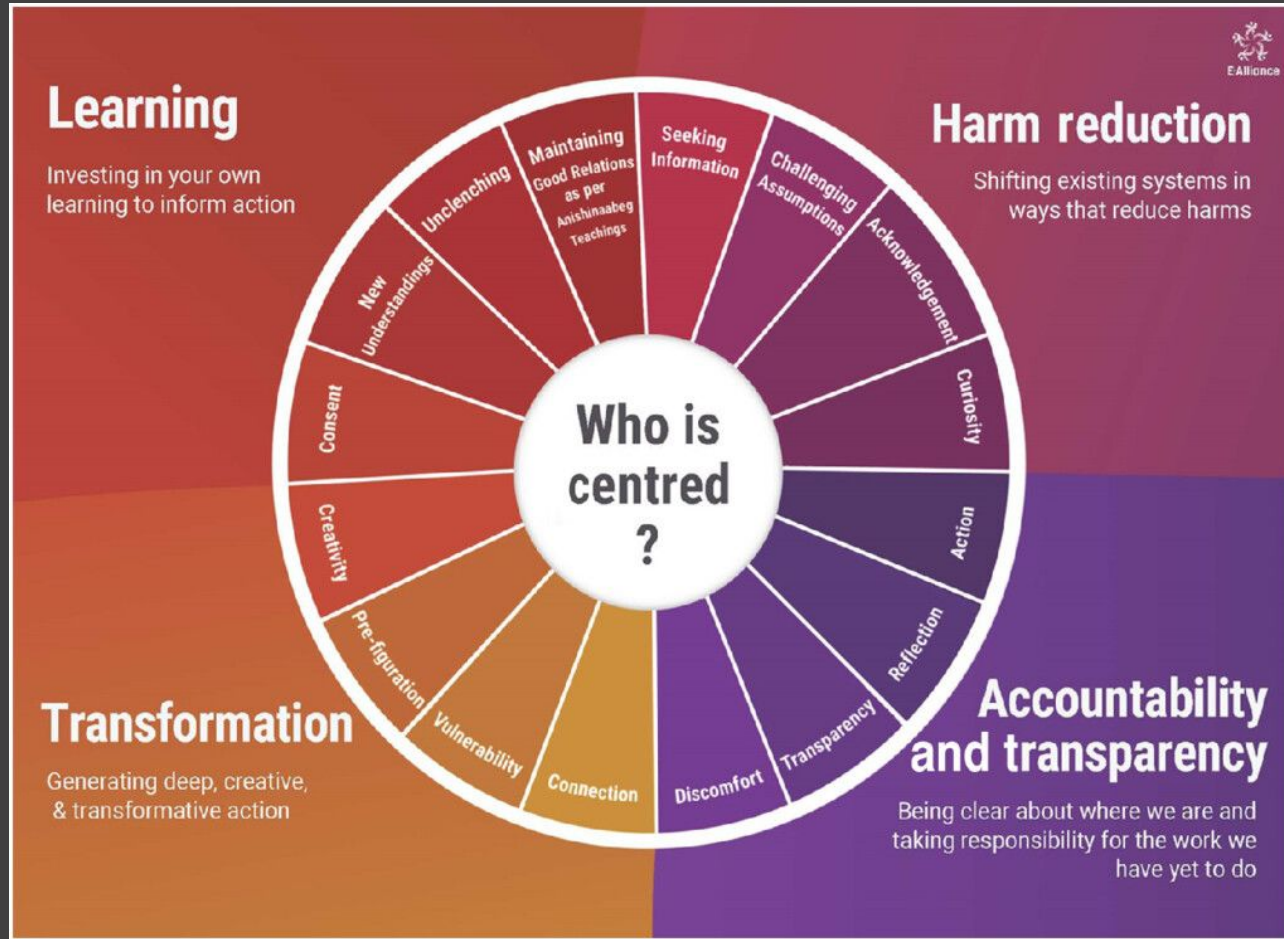 E-Alliance
Learning
Investing in your own
learning to inform action
Harm reduction
Shifting existing systems in
ways that reduce harms
Maintaining
Good Relations
as per
Anishinaabeg
Teachings
Seeking
Information
Challenging
Assumptions
Acknowledgement
Curiosity
Action
Reflection
Transparency
Discomfort
Connection
Vulnerability
Pre-figuration
Creativity
Consent
New
Understandings
Unclenching
Who is
centred
?
Transformation
Generating deep, creative,
& transformative action
Accountability
and transparency
Being clear about where we are and
taking responsibility for the work we
have yet to do